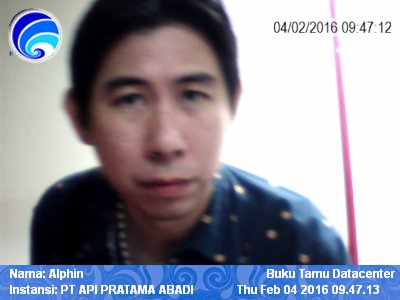 04/02/2016 09:47:12
Nama: Alphin
Buku Tamu Datacenter
Instansi: PT API PRATAMA ABADI
Thu Feb 04 2016 09.47.13